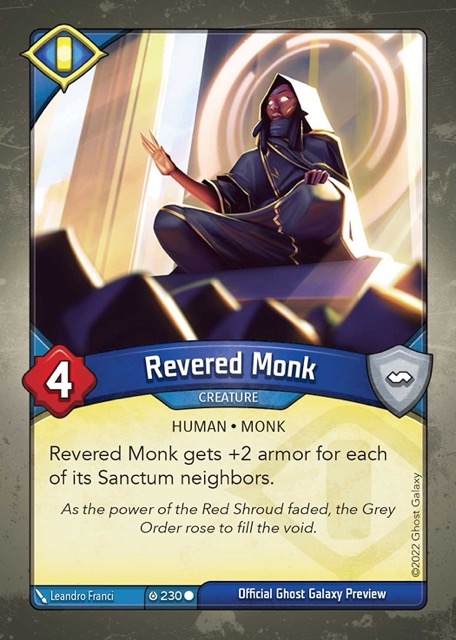 Revered Monk
4
CREATURE
HUMAN • MONK
Revered Monk gets +2 armor for each
of its Sanctum neighbors.
As the power of the Red Shroud faded, the Grey
Order rose to fill the void.
©2022 Ghost Galaxy
Leandro Franci
230
Official Ghost Galaxy Preview